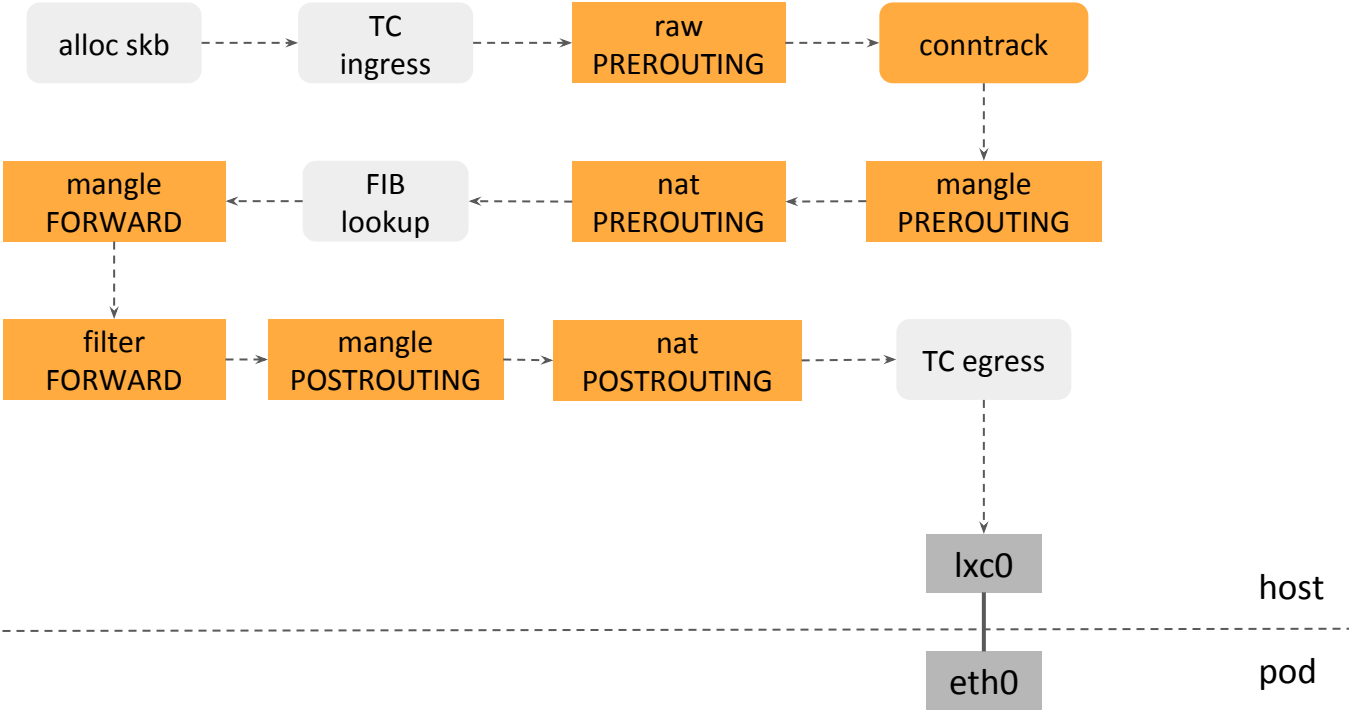 alloc skb
TC
ingress
raw
PREROUTING
conntrack
mangle
FORWARD
FIB
lookup
nat
PREROUTING
mangle
PREROUTING
filter
FORWARD
mangle
POSTROUTING
nat
POSTROUTING
TC egress
lxc0
host
eth0
pod